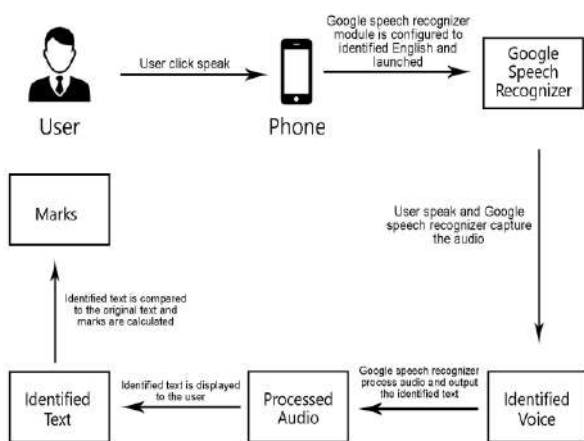 User click speak
User
Google speech recognizer
module is configured to
identified English and
launched
Phone
Google
Speech
Recognizer
User speak and Google
speech recognizer capture
the audio
Marks
Identified text is compared
to the original text and
marks are calculated
Identified
Text
Identified text is displayed
to the user
Processed
Audio
Google speech recognizer
process audio and output
the identified text
Identified
Voice